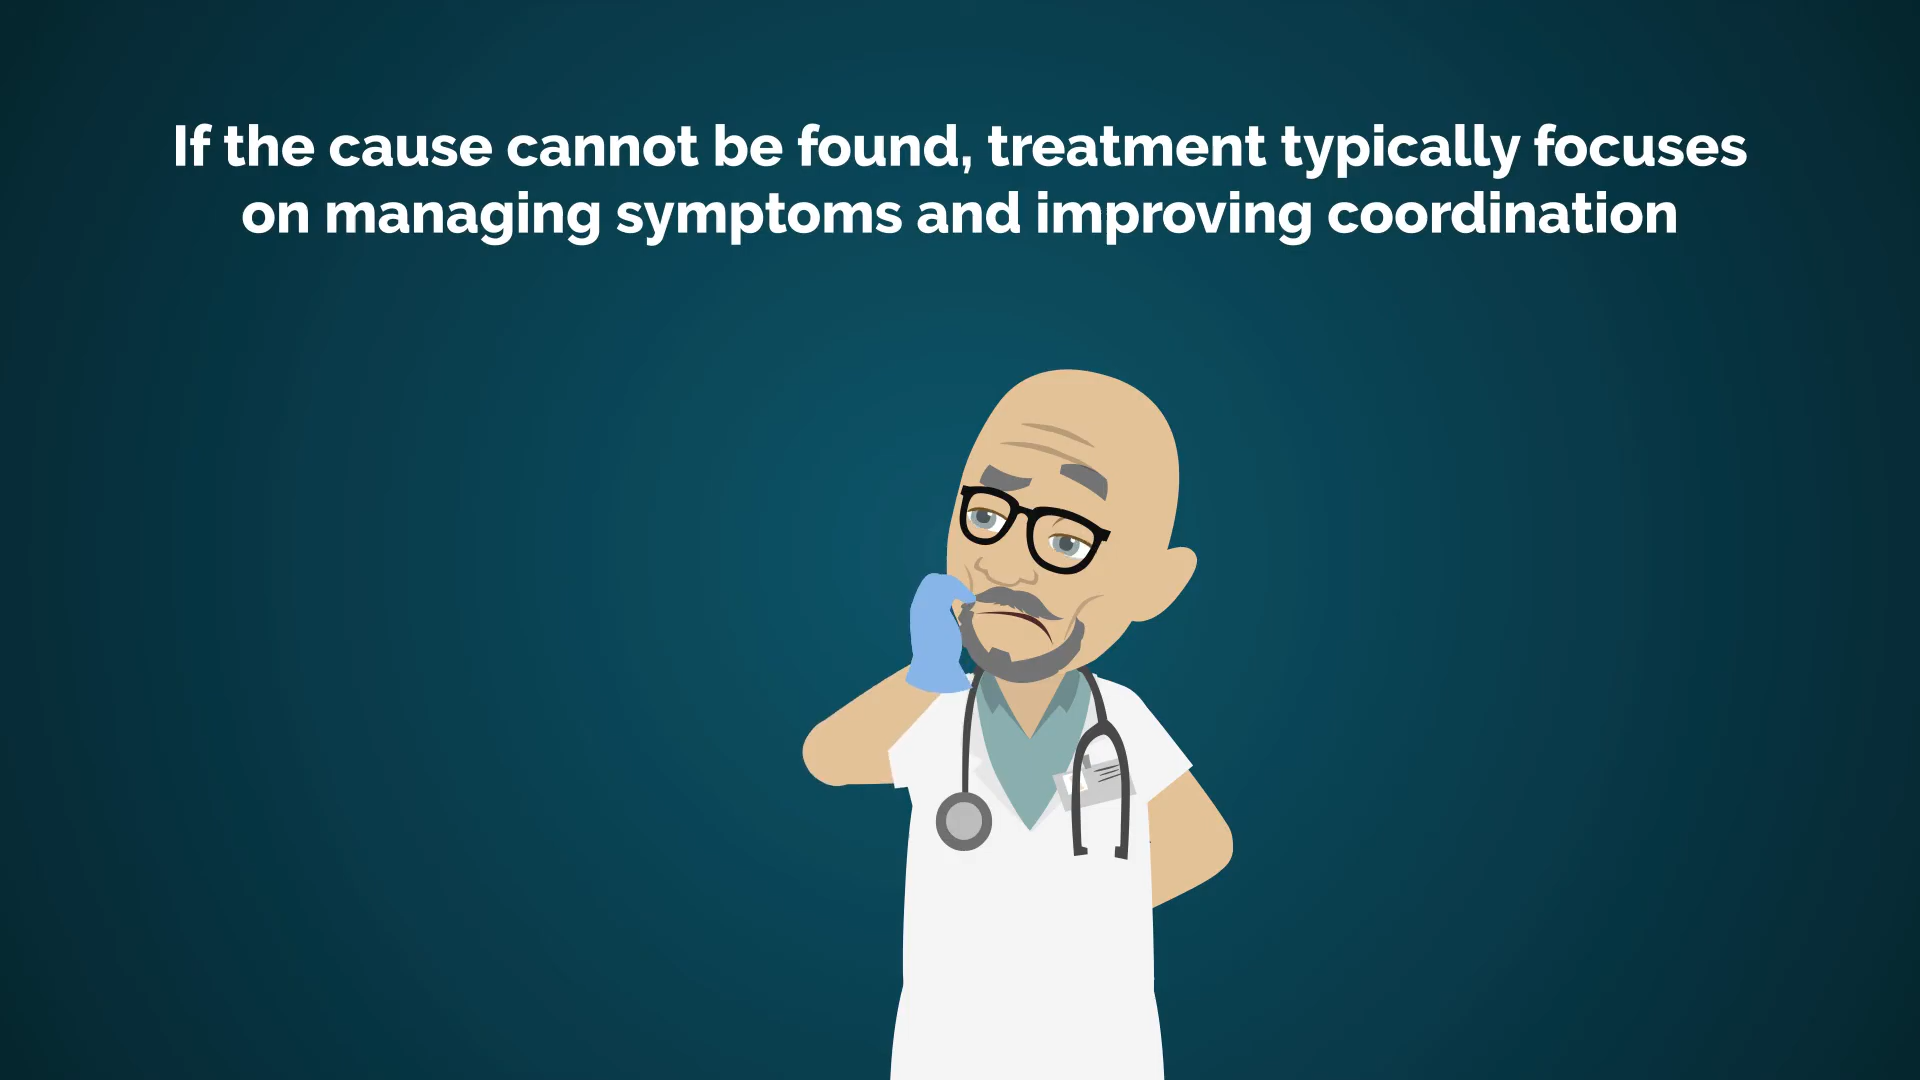 If the cause cannot be found, treatment typically focuses
on managing symptoms and improving coordination